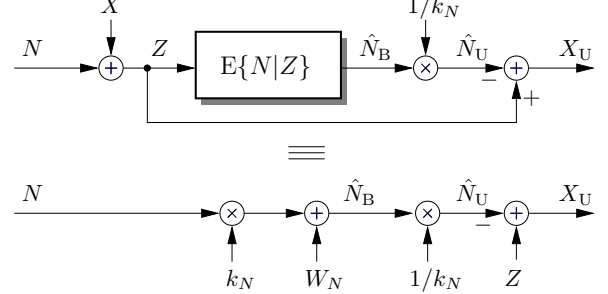 X 1/k_N
N Z E{N|Z} N̂_B N̂_U X_U
+ × +
− +
≡
N N̂_B N̂_U X_U
× + × +
−
k_N W_N 1/k_N Z